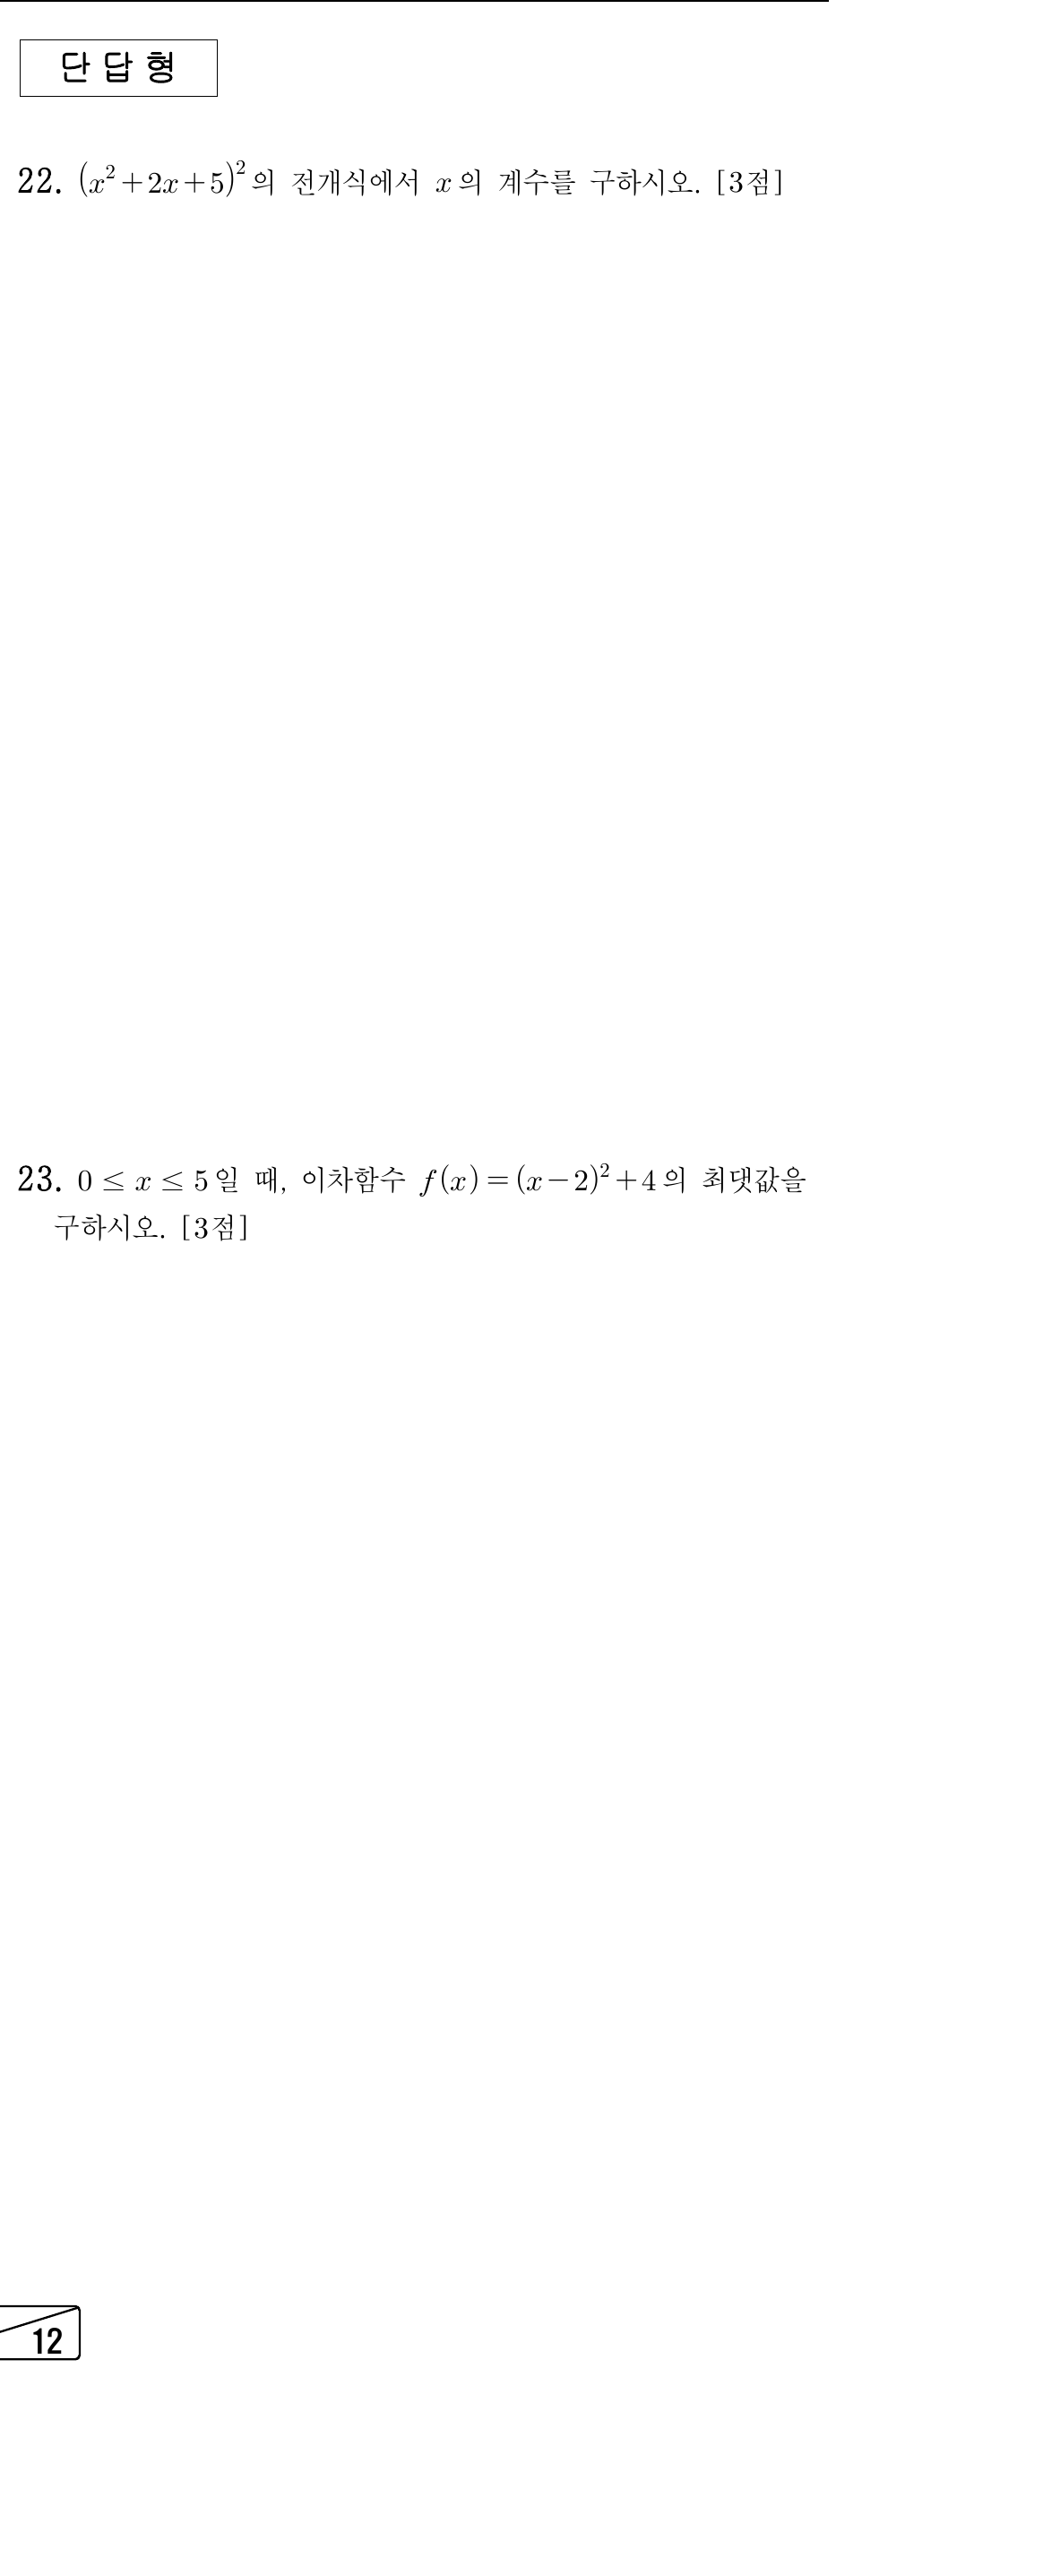 단 답 형
22. (x²+2x+5)²의 전개식에서 x의 계수를 구하시오. [3점]
23. 0 ≤ x ≤ 5일 때, 이차함수 f(x)=(x-2)²+4의 최댓값을
구하시오. [3점]
12